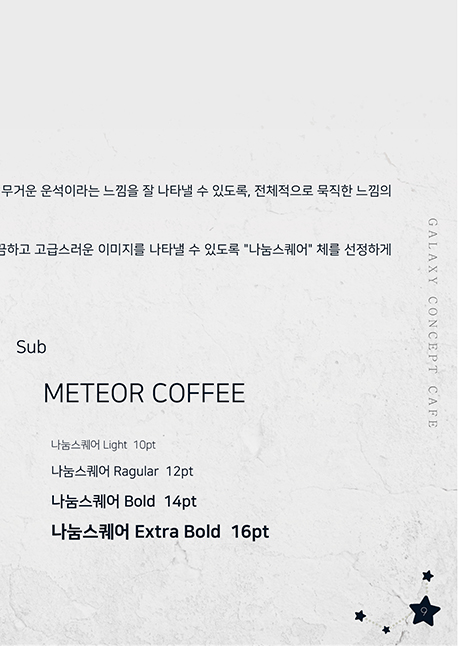 무거운 운석이라는 느낌을 잘 나타낼 수 있도록, 전체적으로 묵직한 느낌의
끔하고 고급스러운 이미지를 나타낼 수 있도록 "나눔스퀘어" 체를 선정하게
GALAXY CONCEPT CAFE
Sub
METEOR COFFEE
나눔스퀘어 Light 10pt
나눔스퀘어 Ragular 12pt
나눔스퀘어 Bold 14pt
나눔스퀘어 Extra Bold 16pt
9